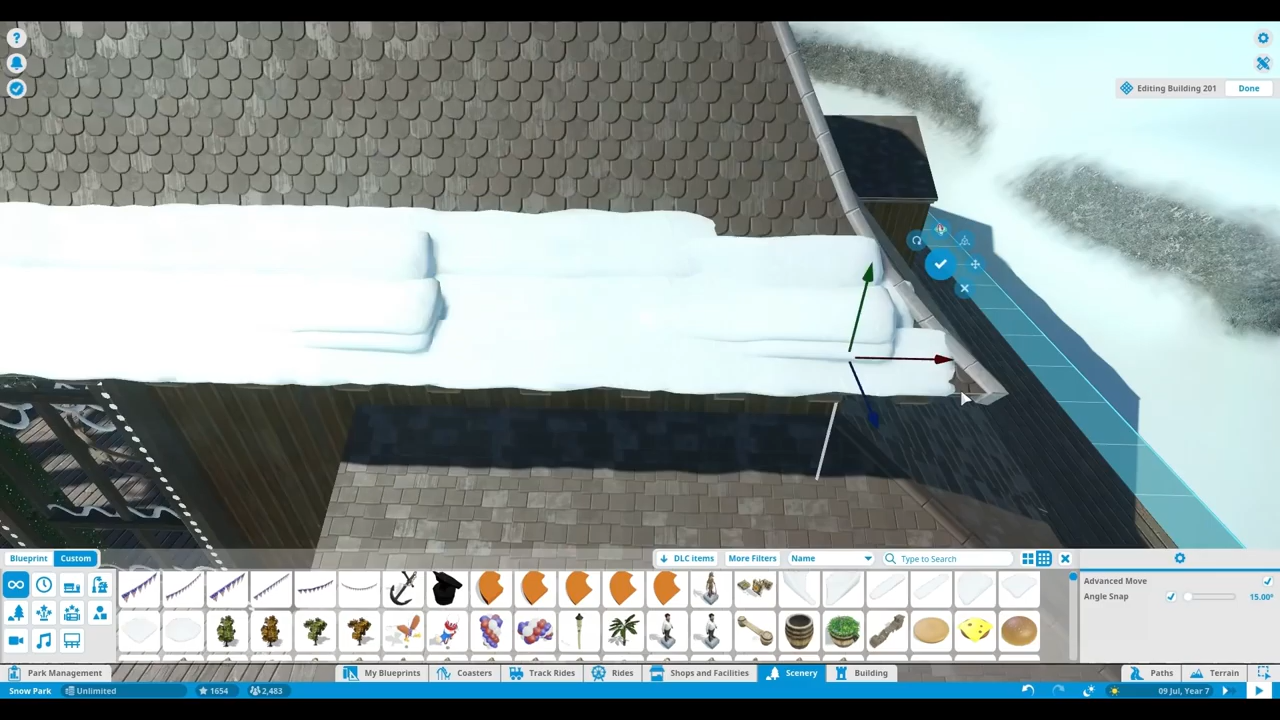 ?
Editing Building 201 Done
Blueprint Custom DLC items More Filters Name Type to Search
Advanced Move
Angle Snap 15.00°
Park Management My Blueprints Coasters Track Rides Rides Shops and Facilities Scenery Building Paths Terrain
Snow Park Unlimited 1654 2,483 09 Jul, Year 7